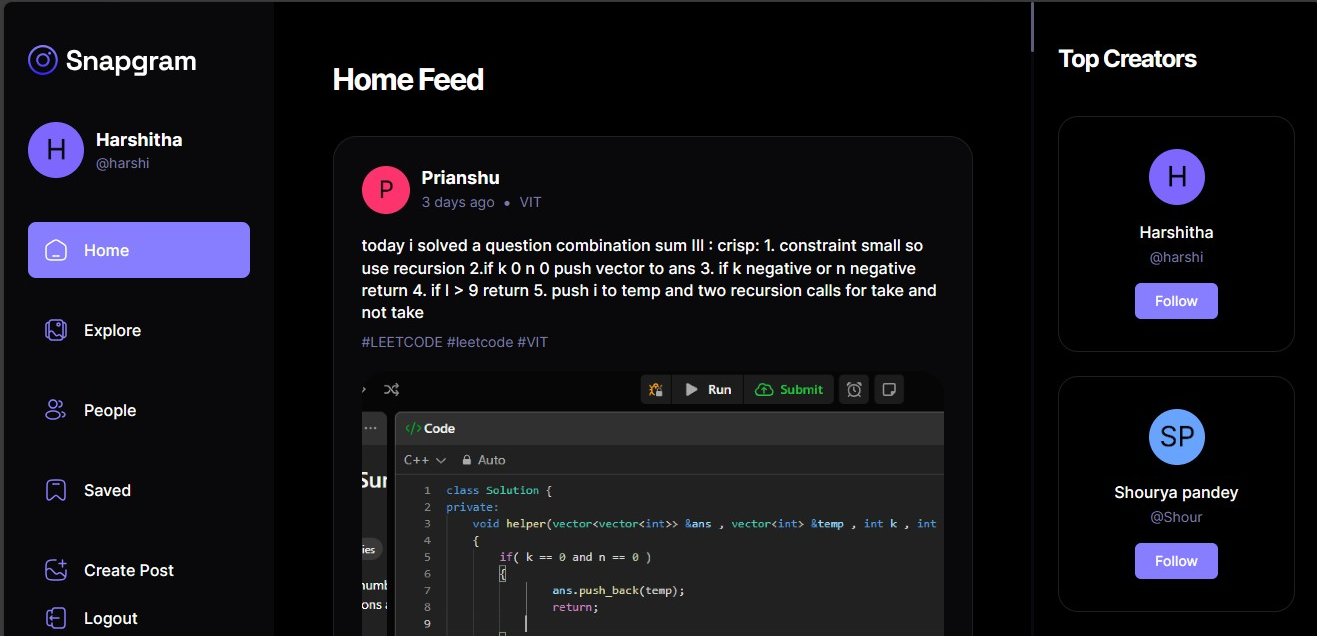 Snapgram
H
Harshitha
@harshi
Home
Explore
People
Saved
Create Post
Logout
Home Feed
P
Prianshu
3 days ago • VIT
today i solved a question combination sum III : crisp: 1. constraint small so
use recursion 2.if k 0 n 0 push vector to ans 3. if k negative or n negative
return 4. if I > 9 return 5. push i to temp and two recursion calls for take and
not take
#LEETCODE #leetcode #VIT
Run
Submit
...
</> Code
C++ Auto
Sur
ies
numb
ons a
1 class Solution {
2 private:
3 void helper(vector<vector<int>> &ans , vector<int> &temp , int k , int
4 {
5 if( k == 0 and n == 0 )
6 {
7 ans.push_back(temp);
8 return;
9
Top Creators
H
Harshitha
@harshi
Follow
SP
Shourya pandey
@Shour
Follow